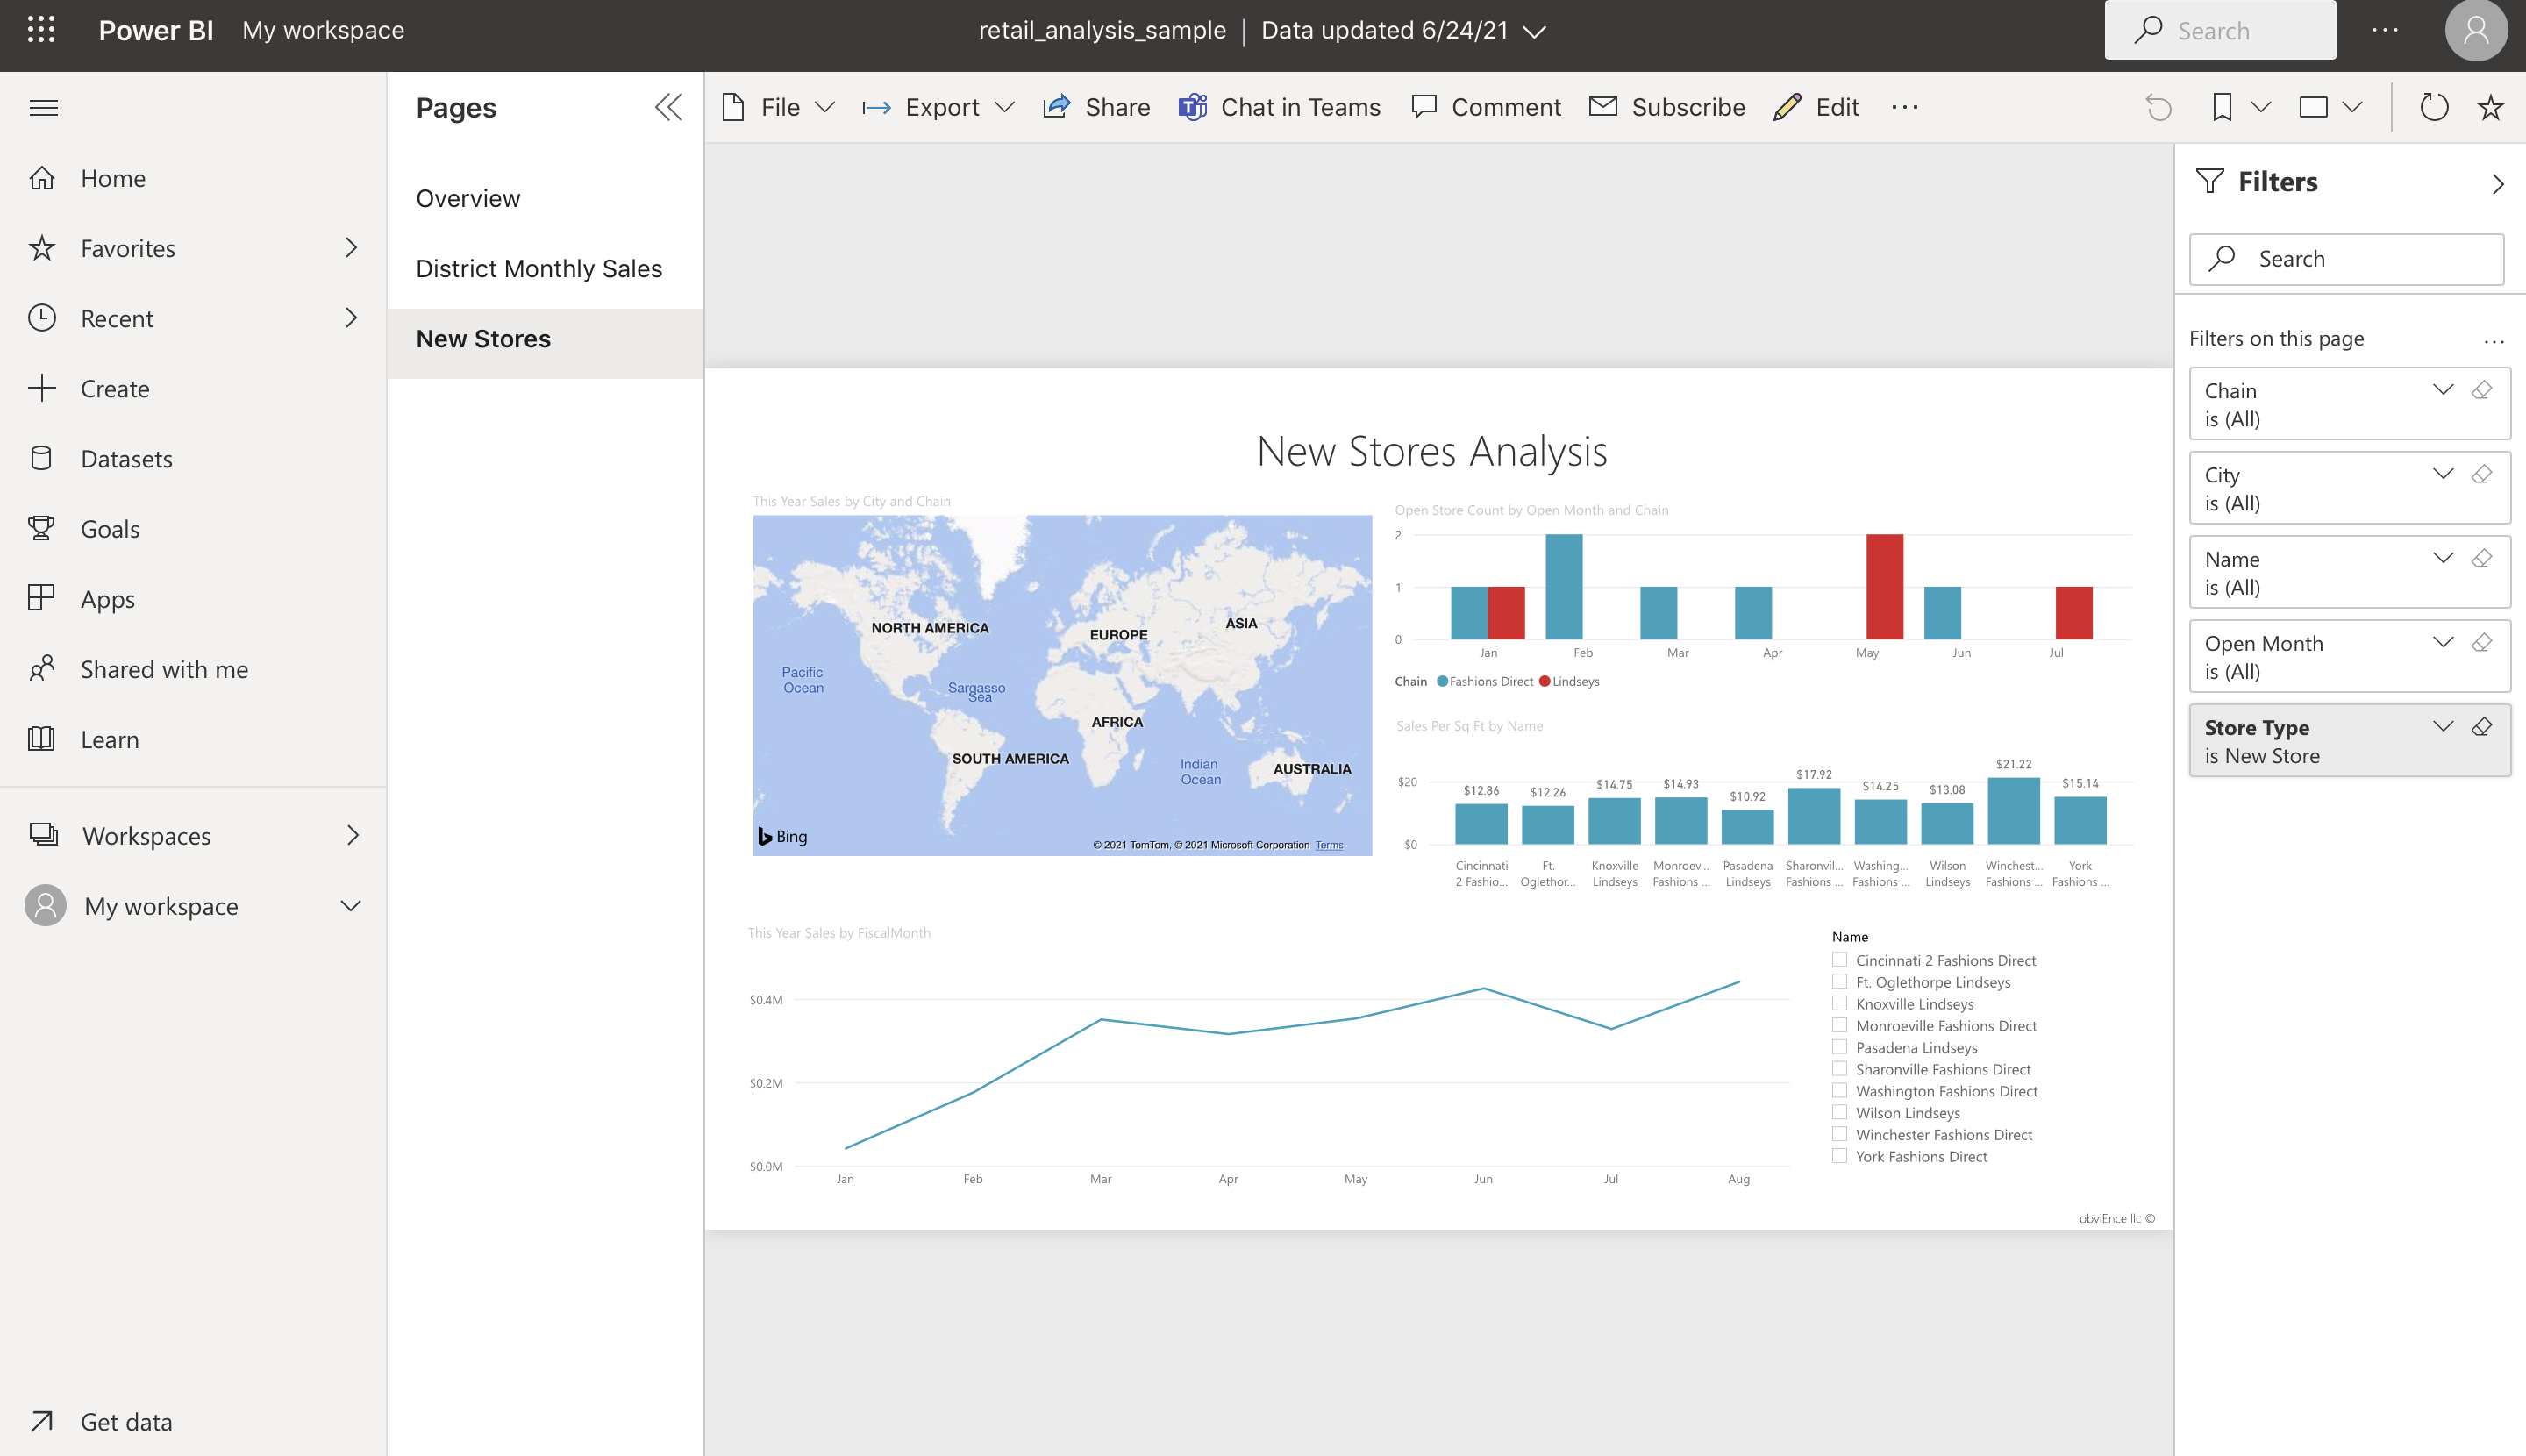 Power BI My workspace
retail_analysis_sample | Data updated 6/24/21
Search
Home
Favorites
Recent
Create
Datasets
Goals
Apps
Shared with me
Learn
Workspaces
My workspace
Get data
Pages
Overview
District Monthly Sales
New Stores
File Export Share Chat in Teams Comment Subscribe Edit
New Stores Analysis
This Year Sales by City and Chain
NORTH AMERICA
EUROPE
ASIA
Pacific
Ocean
Sargasso
Sea
AFRICA
SOUTH AMERICA
Indian
Ocean
AUSTRALIA
Bing
© 2021 TomTom, © 2021 Microsoft Corporation Terms
Open Store Count by Open Month and Chain
2
1
0
Jan Feb Mar Apr May Jun Jul
Chain Fashions Direct Lindseys
Sales Per Sq Ft by Name
$20
$0
$12.86 $12.26 $14.75 $14.93 $10.92 $17.92 $14.25 $13.08 $21.22 $15.14
Cincinnati Ft. Knoxville Monroev... Pasadena Sharonvil... Washing... Wilson Winchest... York
2 Fashio... Oglethor... Lindseys Fashions ... Lindseys Fashions ... Fashions ... Lindseys Fashions ... Fashions ...
This Year Sales by FiscalMonth
$0.4M
$0.2M
$0.0M
Jan Feb Mar Apr May Jun Jul Aug
Name
Cincinnati 2 Fashions Direct
Ft. Oglethorpe Lindseys
Knoxville Lindseys
Monroeville Fashions Direct
Pasadena Lindseys
Sharonville Fashions Direct
Washington Fashions Direct
Wilson Lindseys
Winchester Fashions Direct
York Fashions Direct
obviEnce llc ©
Filters
Search
Filters on this page
Chain
is (All)
City
is (All)
Name
is (All)
Open Month
is (All)
Store Type
is New Store